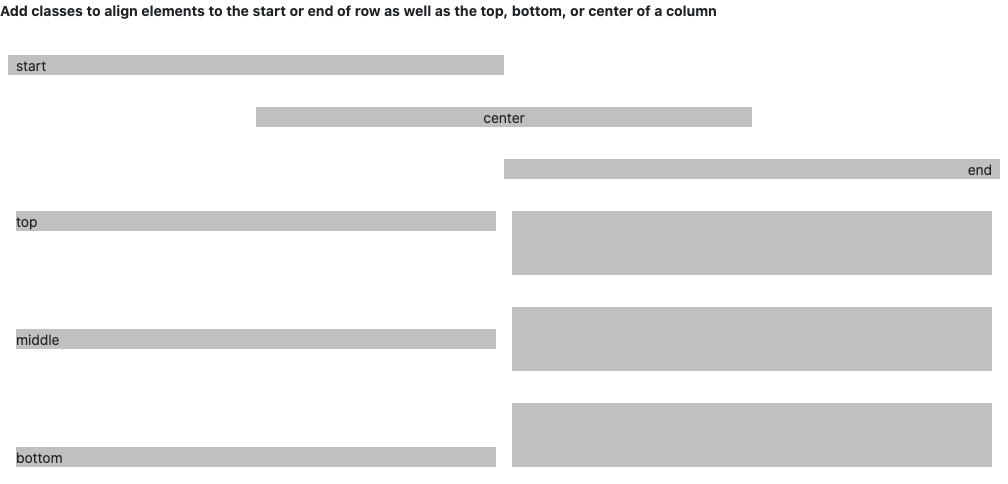 Add classes to align elements to the start or end of row as well as the top, bottom, or center of a column
start
center
end
top
middle
bottom